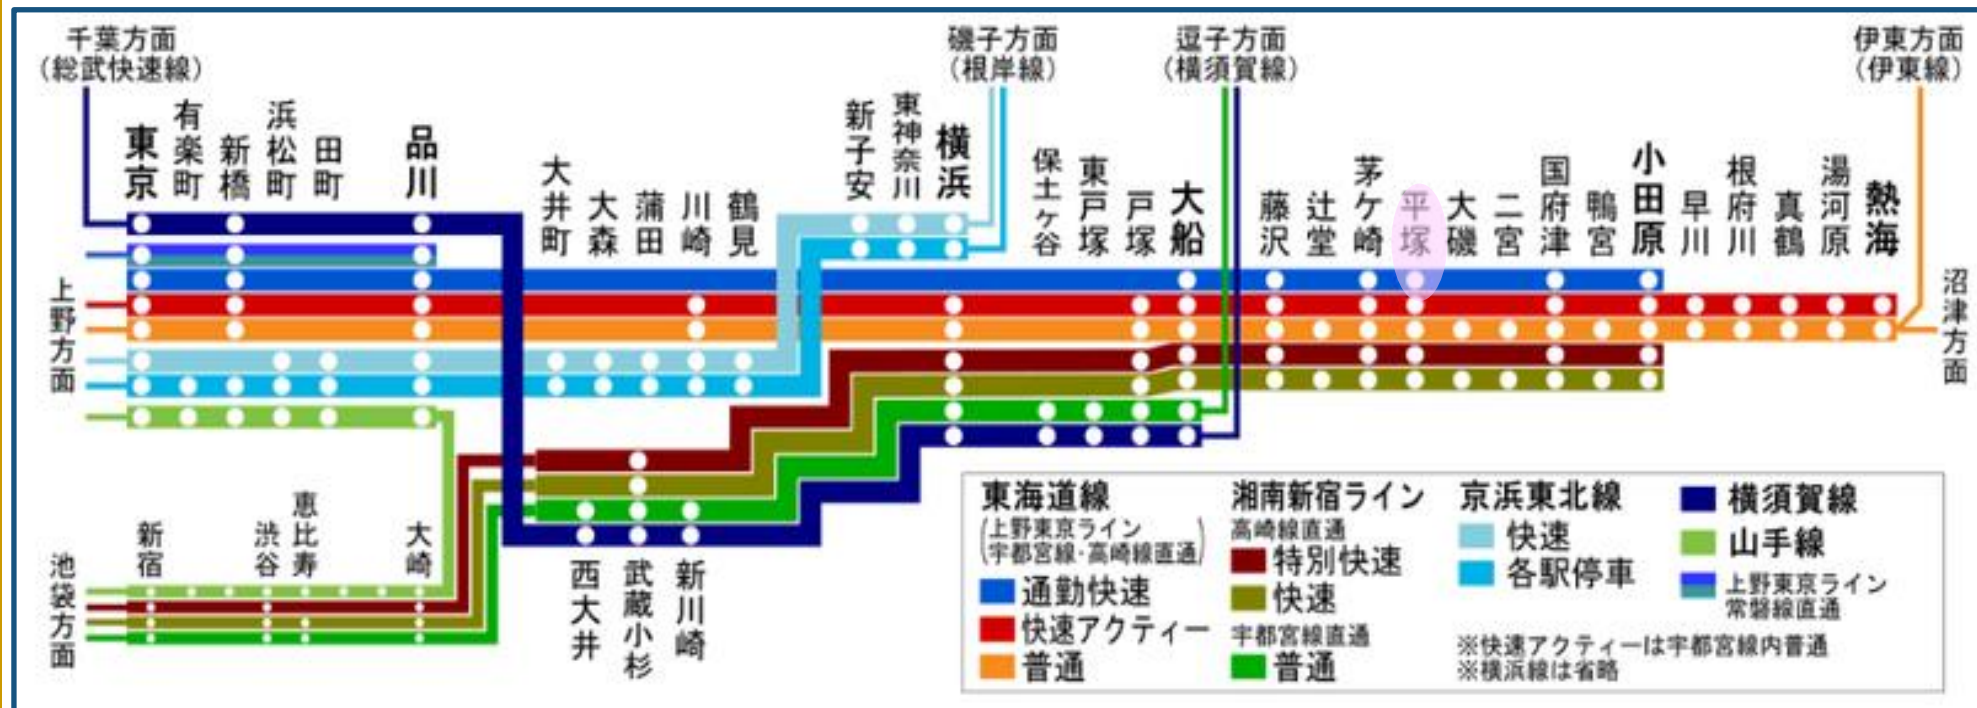 千葉方面
(総武快速線)
磯子方面
(根岸線)
逗子方面
(横須賀線)
伊東方面
(伊東線)
東京
有楽町
新橋
浜松町
田町
品川
大井町
大森
蒲田
川崎
鶴見
新子安
東神奈川
横浜
保土ヶ谷
東戸塚
戸塚
大船
藤沢
辻堂
茅ケ崎
平塚
大磯
二宮
国府津
鴨宮
小田原
早川
根府川
真鶴
湯河原
熱海
上野方面
沼津方面
新宿
渋谷
恵比寿
大崎
池袋方面
西大井
武蔵小杉
新川崎
東海道線
(上野東京ライン
宇都宮線・高崎線直通)
通勤快速
快速アクティー
普通
湘南新宿ライン
高崎線直通
特別快速
快速
宇都宮線直通
普通
京浜東北線
快速
各駅停車
横須賀線
山手線
上野東京ライン
常磐線直通
※快速アクティーは宇都宮線内普通
※横浜線は省略